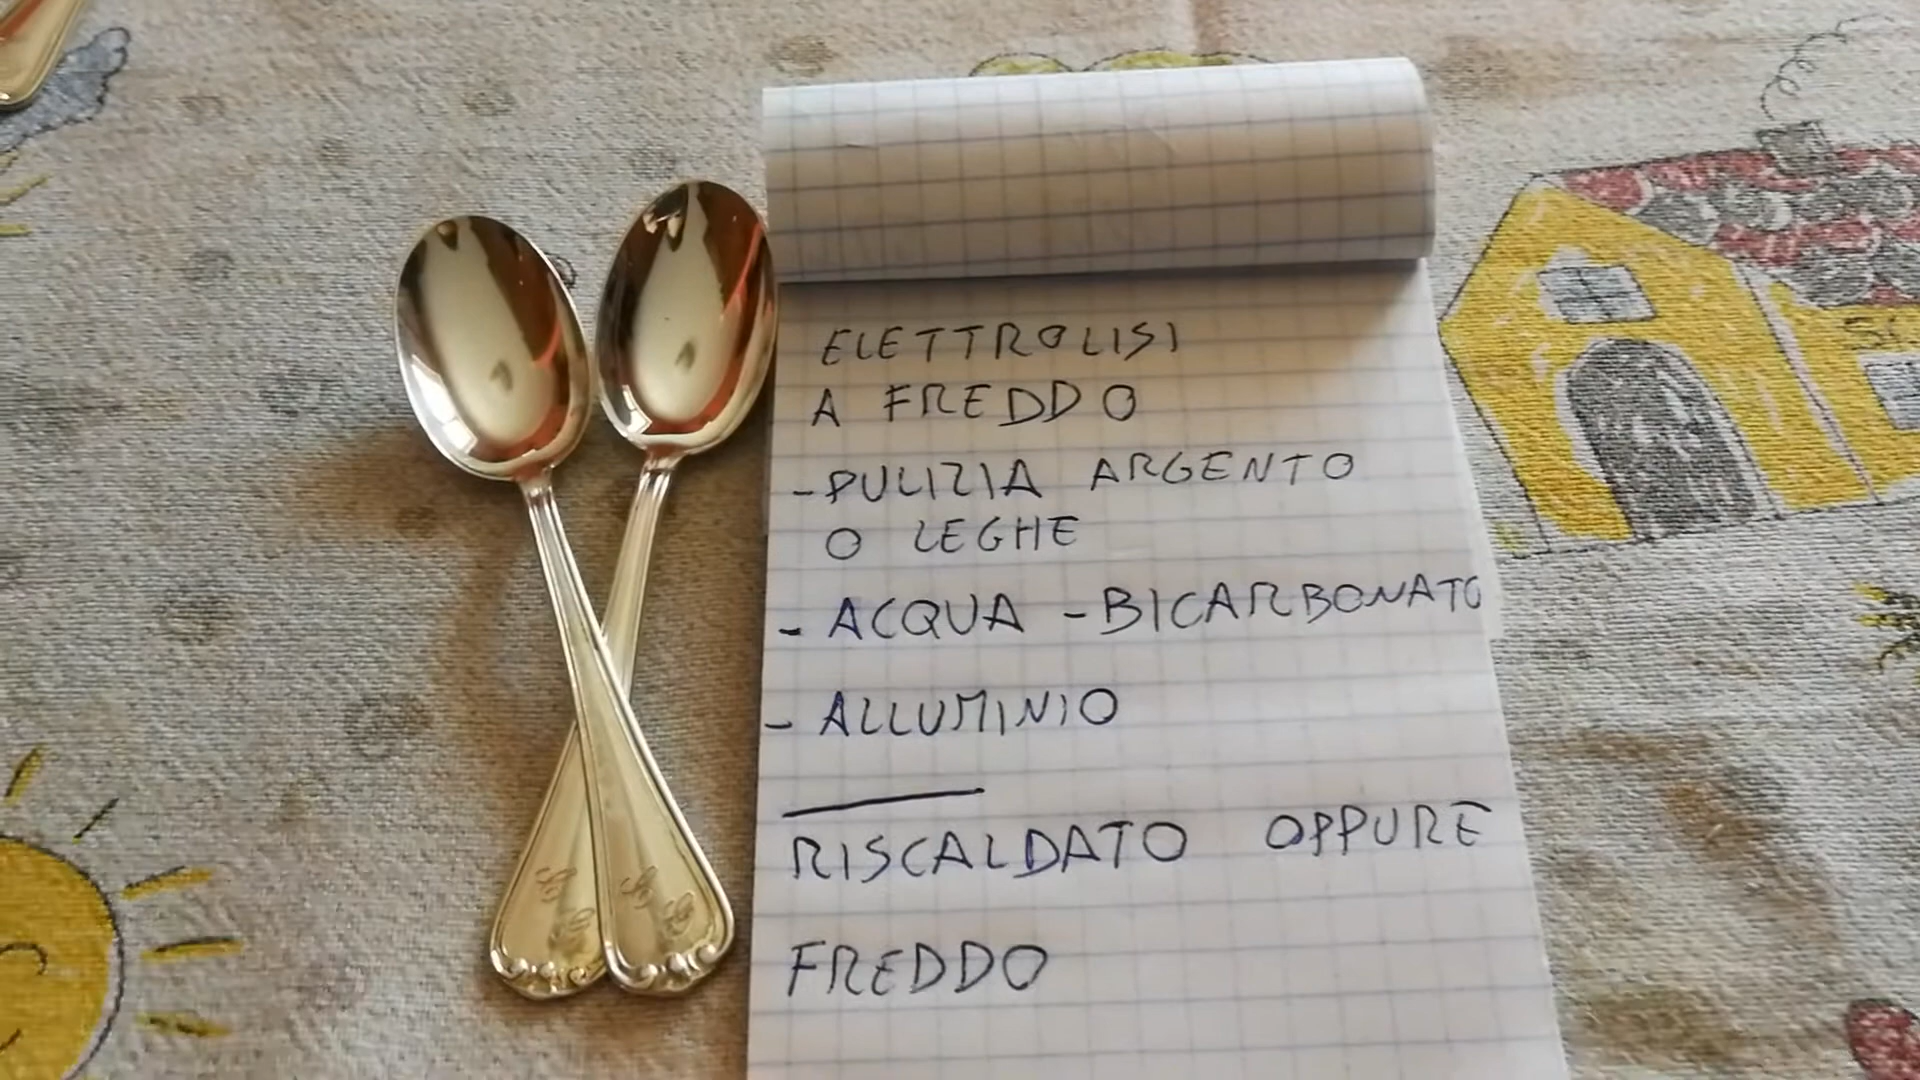 ELETTROLISI
A FREDDO
- PULIZIA ARGENTO
O LEGHE
- ACQUA - BICARBONATO
- ALLUMINIO
RISCALDATO OPPURE
FREDDO